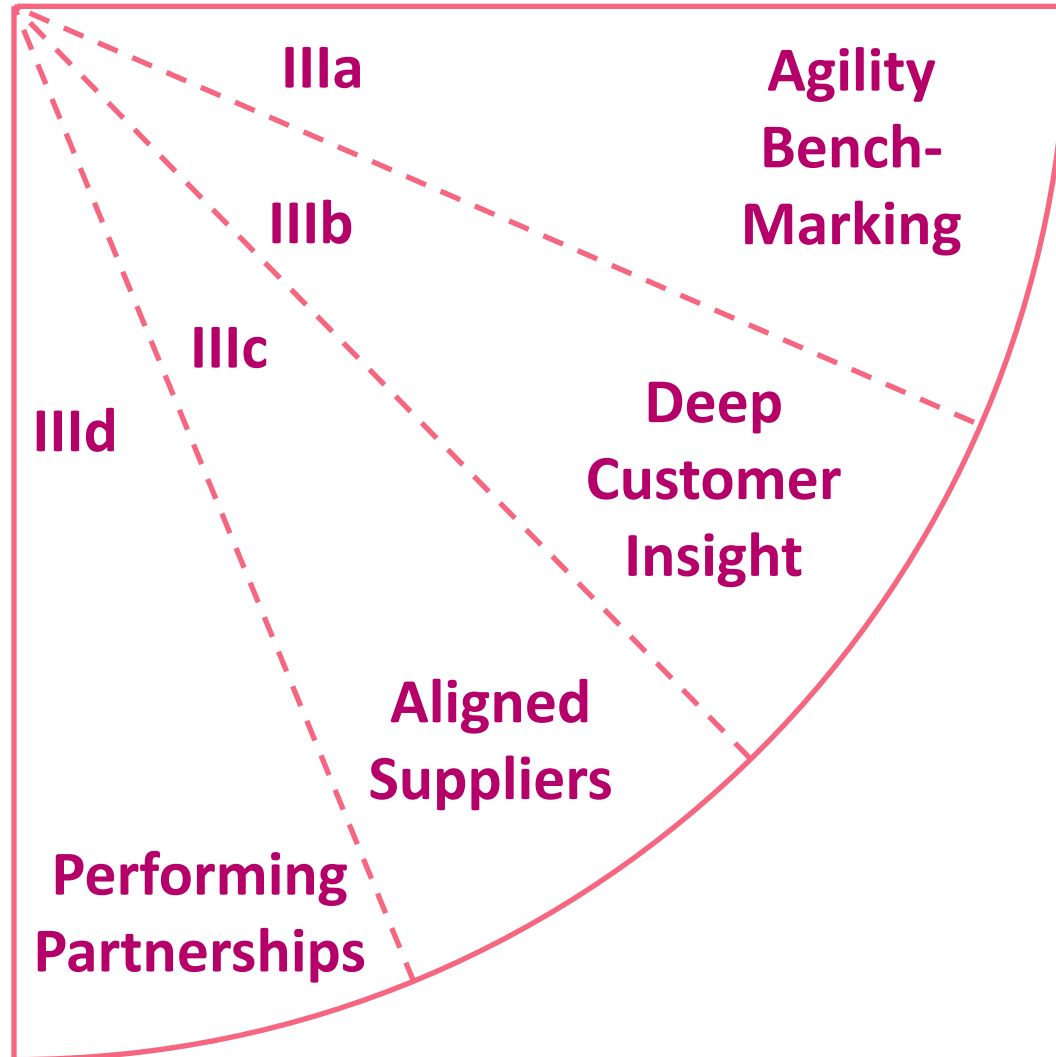 IIIa
Agility
Bench-
Marking
IIIb
Deep
Customer
Insight
IIIc
Aligned
Suppliers
IIId
Performing
Partnerships